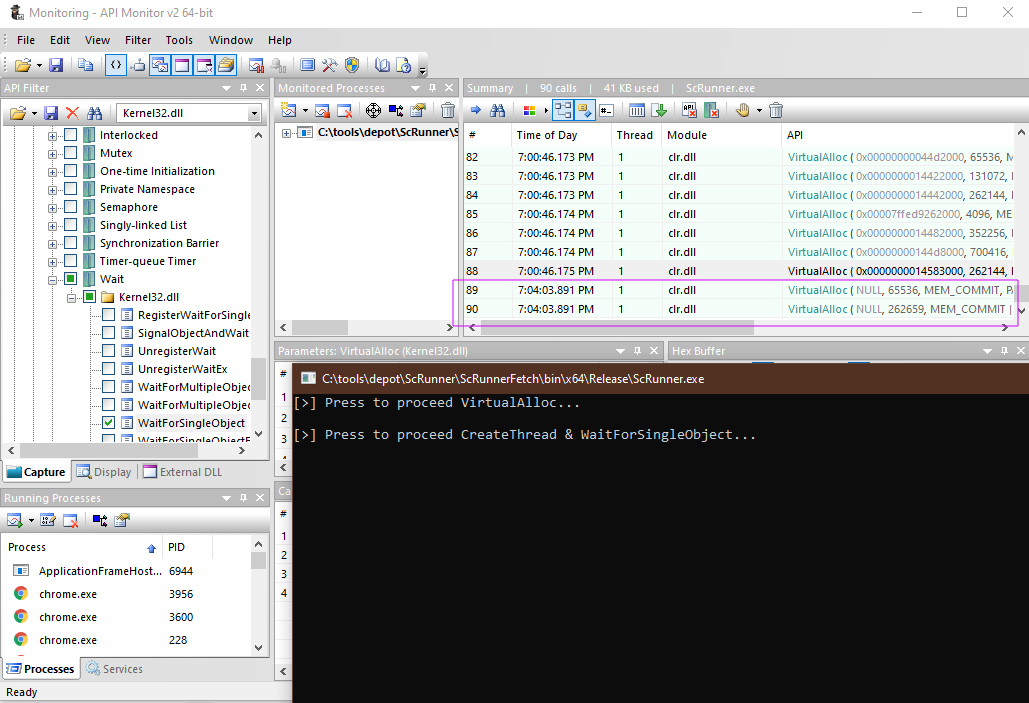 Monitoring - API Monitor v2 64-bit
File Edit View Filter Tools Window Help
API Filter
Kernel32.dll
Interlocked
Mutex
One-time Initialization
Private Namespace
Semaphore
Singly-linked List
Synchronization Barrier
Timer-queue Timer
Wait
Kernel32.dll
RegisterWaitForSingle
SignalObjectAndWait
UnregisterWait
UnregisterWaitEx
WaitForMultipleObjec
WaitForMultipleObjec
WaitForSingleObject
WaitForSingleObjectE
Capture Display External DLL
Running Processes
Process PID
ApplicationFrameHost... 6944
chrome.exe 3956
chrome.exe 3600
chrome.exe 228
Processes Services
Ready
Monitored Processes
C:\tools\depot\ScRunner\S
Summary | 90 calls | 41 KB used | ScRunner.exe
# Time of Day Thread Module API
82 7:00:46.173 PM 1 clr.dll VirtualAlloc ( 0x00000000044d2000, 65536, M
83 7:00:46.173 PM 1 clr.dll VirtualAlloc ( 0x0000000014422000, 131072,
84 7:00:46.173 PM 1 clr.dll VirtualAlloc ( 0x0000000014442000, 262144,
85 7:00:46.174 PM 1 clr.dll VirtualAlloc ( 0x00007ffed9262000, 4096, ME
86 7:00:46.174 PM 1 clr.dll VirtualAlloc ( 0x0000000014482000, 352256,
87 7:00:46.174 PM 1 clr.dll VirtualAlloc ( 0x00000000144d8000, 700416,
88 7:00:46.175 PM 1 clr.dll VirtualAlloc ( 0x0000000014583000, 262144,
89 7:04:03.891 PM 1 clr.dll VirtualAlloc ( NULL, 65536, MEM_COMMIT, PA
90 7:04:03.891 PM 1 clr.dll VirtualAlloc ( NULL, 262659, MEM_COMMIT |
Parameters: VirtualAlloc (Kernel32.dll)
#
1
2
3
4
Hex Buffer
Ca
#
1
2
3
4
C:\tools\depot\ScRunner\ScRunnerFetch\bin\x64\Release\ScRunner.exe
[>] Press to proceed VirtualAlloc...
[>] Press to proceed CreateThread & WaitForSingleObject...